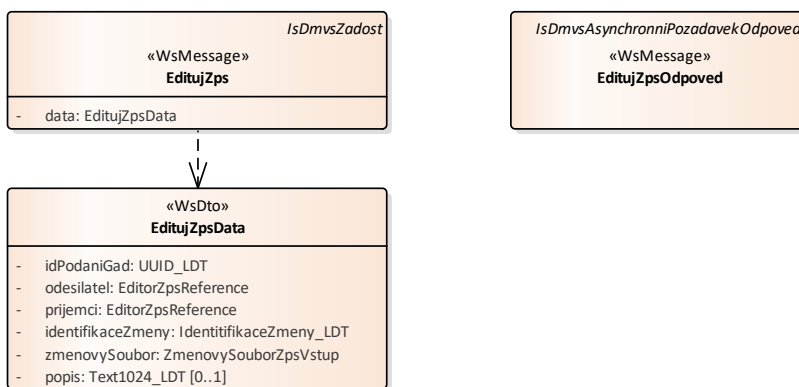 IsDmvsZadost
«WsMessage»
EditujZps
- data: EditujZpsData
IsDmvsAsynchronniPozadavekOdpoved
«WsMessage»
EditujZpsOdpoved
«WsDto»
EditujZpsData
- idPodaniGad: UUID_LDT
- odesilatel: EditorZpsReference
- prijemci: EditorZpsReference
- identifikaceZmeny: IdentitifikaceZmeny_LDT
- zmenovySoubor: ZmenovySouborZpsVstup
- popis: Text1024_LDT [0..1]